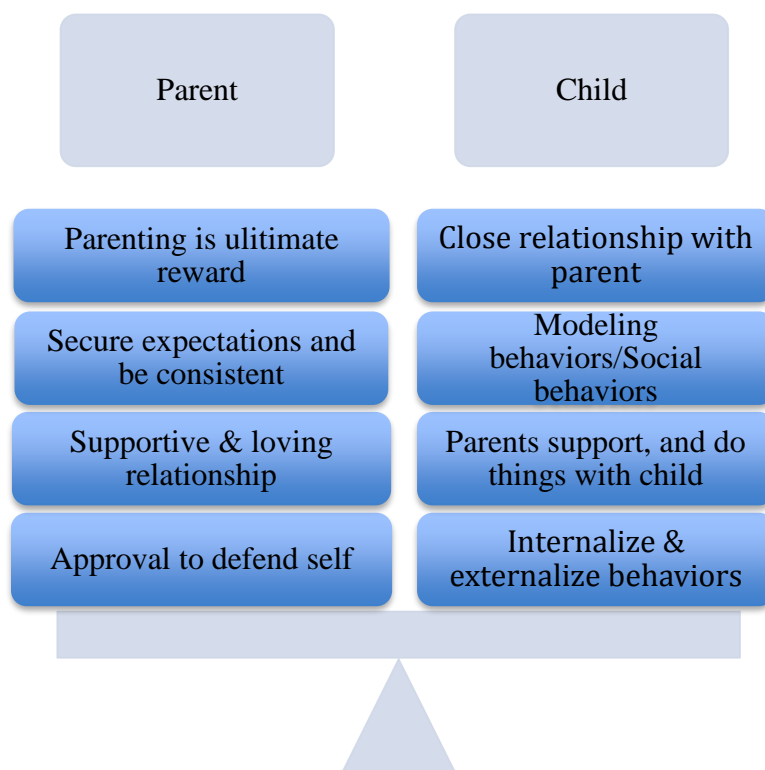 Parent
Child
Parenting is ulitimate
reward
Secure expectations and
be consistent
Supportive & loving
relationship
Approval to defend self
Close relationship with
parent
Modeling
behaviors/Social
behaviors
Parents support, and do
things with child
Internalize &
externalize behaviors